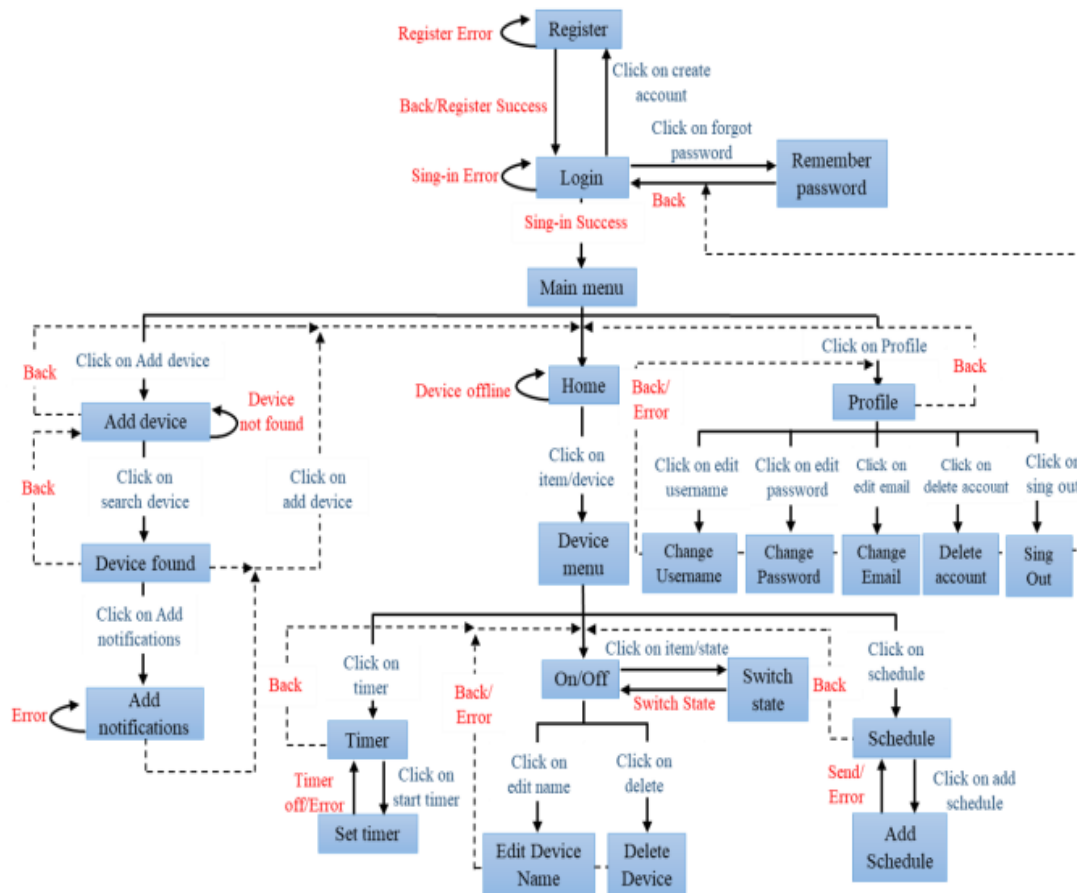 Register Error
Register
Click on create
account
Back/Register Success
Click on forgot
password
Remember
password
Sing-in Error
Login
Back
Sing-in Success
Main menu
Click on Add device
Back
Click on Profile
Back
Device offline
Home
Back/
Error
Profile
Add device
Device
not found
Click on
search device
Back
Click on
add device
Click on
item/device
Click on edit
username
Click on edit
password
Click on
edit email
Click on
delete account
Click on
sing out
Device found
Device
menu
Change
Username
Change
Password
Change
Email
Delete
account
Sing
Out
Click on Add
notifications
Click on
timer
Click on item/state
Click on
schedule
Back
Back/
Error
On/Off
Switch State
Switch
state
Back
Error
Add
notifications
Timer
Schedule
Timer
off/Error
Click on
start timer
Click on
edit name
Click on
delete
Send/
Error
Click on add
schedule
Set timer
Edit Device
Name
Delete
Device
Add
Schedule